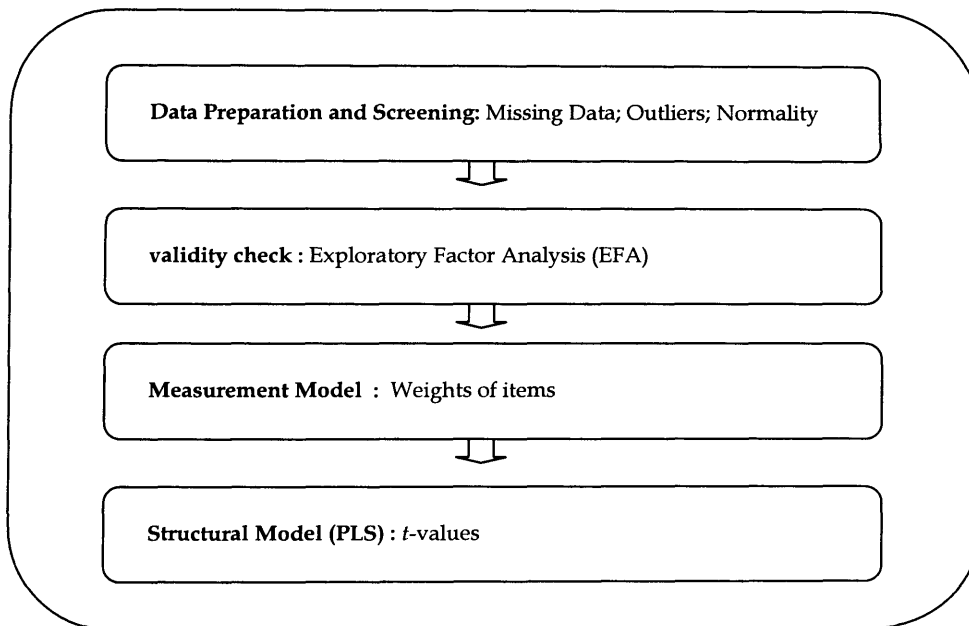 Data Preparation and Screening: Missing Data; Outliers; Normality
validity check : Exploratory Factor Analysis (EFA)
Measurement Model : Weights of items
Structural Model (PLS) : t-values